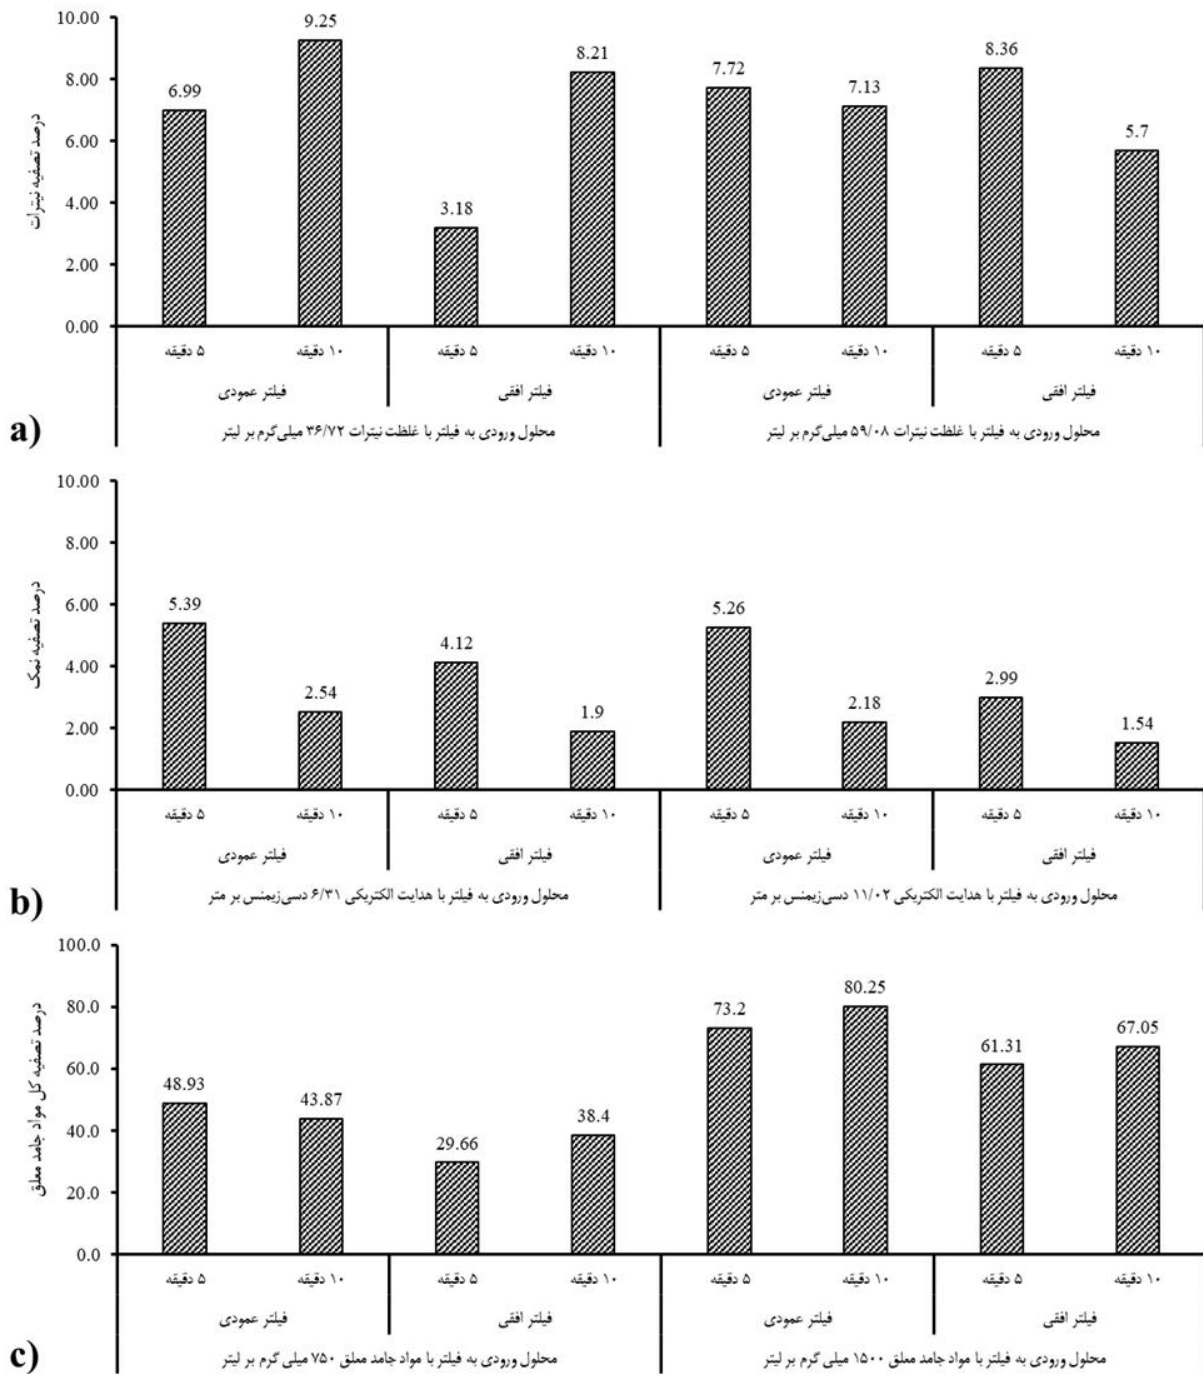 درصد تصفیه نیترات
10.00
8.00
6.00
4.00
2.00
0.00
6.99
9.25
3.18
8.21
7.72
7.13
8.36
5.7
۵ دقیقه
۱۰ دقیقه
۵ دقیقه
۱۰ دقیقه
۵ دقیقه
۱۰ دقیقه
۵ دقیقه
۱۰ دقیقه
فیلتر عمودی
فیلتر افقی
فیلتر عمودی
فیلتر افقی
محلول ورودی به فیلتر با غلظت نیترات ۳۶/۷۲ میلی‌گرم بر لیتر
محلول ورودی به فیلتر با غلظت نیترات ۵۹/۰۸ میلی‌گرم بر لیتر
a)
درصد تصفیه نمک
10.00
8.00
6.00
4.00
2.00
0.00
5.39
2.54
4.12
1.9
5.26
2.18
2.99
1.54
۵ دقیقه
۱۰ دقیقه
۵ دقیقه
۱۰ دقیقه
۵ دقیقه
۱۰ دقیقه
۵ دقیقه
۱۰ دقیقه
فیلتر عمودی
فیلتر افقی
فیلتر عمودی
فیلتر افقی
محلول ورودی به فیلتر با هدایت الکتریکی ۶/۳۱ دسی‌زیمنس بر متر
محلول ورودی به فیلتر با هدایت الکتریکی ۱۱/۰۲ دسی‌زیمنس بر متر
b)
درصد تصفیه کل مواد جامد معلق
100.0
80.0
60.0
40.0
20.0
0.0
48.93
43.87
29.66
38.4
73.2
80.25
61.31
67.05
۵ دقیقه
۱۰ دقیقه
۵ دقیقه
۱۰ دقیقه
۵ دقیقه
۱۰ دقیقه
۵ دقیقه
۱۰ دقیقه
فیلتر عمودی
فیلتر افقی
فیلتر عمودی
فیلتر افقی
محلول ورودی به فیلتر با مواد جامد معلق ۷۵۰ میلی گرم بر لیتر
محلول ورودی به فیلتر با مواد جامد معلق ۱۵۰۰ میلی گرم بر لیتر
c)